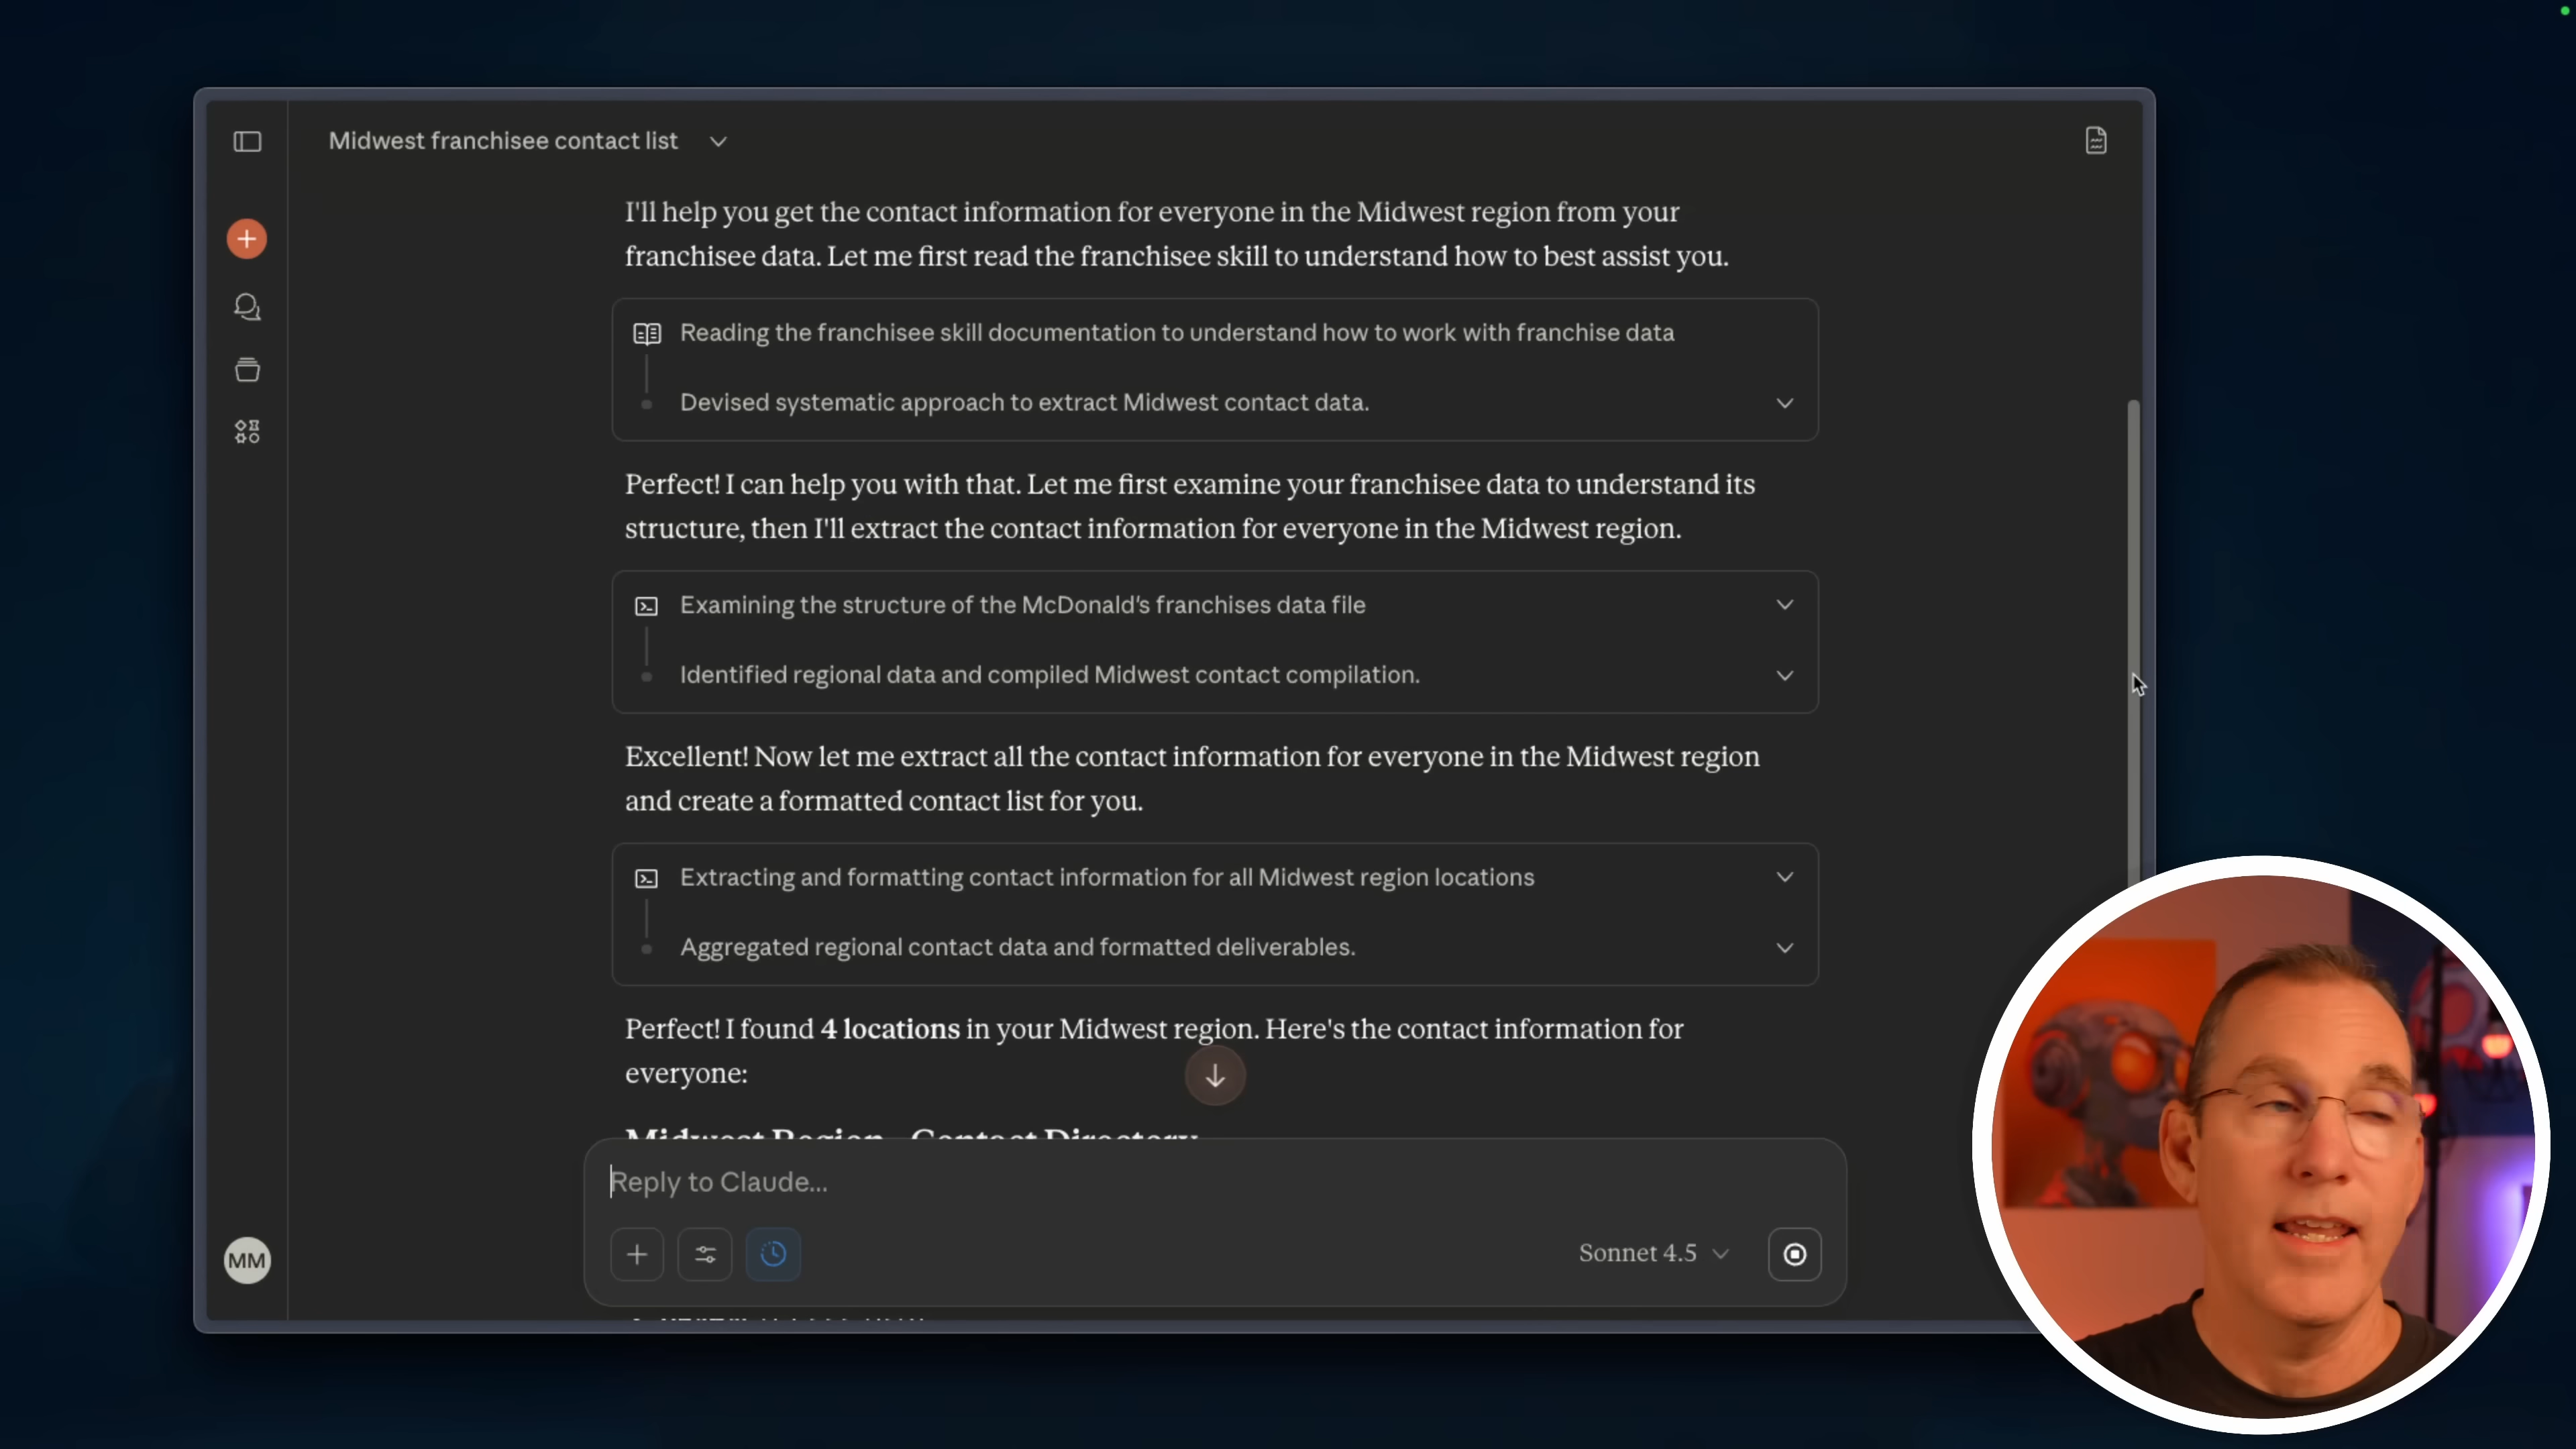 Midwest franchisee contact list
I'll help you get the contact information for everyone in the Midwest region from your
franchisee data. Let me first read the franchisee skill to understand how to best assist you.
Reading the franchisee skill documentation to understand how to work with franchise data
Devised systematic approach to extract Midwest contact data.
Perfect! I can help you with that. Let me first examine your franchisee data to understand its
structure, then I'll extract the contact information for everyone in the Midwest region.
Examining the structure of the McDonald's franchises data file
Identified regional data and compiled Midwest contact compilation.
Excellent! Now let me extract all the contact information for everyone in the Midwest region
and create a formatted contact list for you.
Extracting and formatting contact information for all Midwest region locations
Aggregated regional contact data and formatted deliverables.
Perfect! I found 4 locations in your Midwest region. Here's the contact information for
everyone:
Midwest Region - Contact Directory
Reply to Claude...
Sonnet 4.5
MM